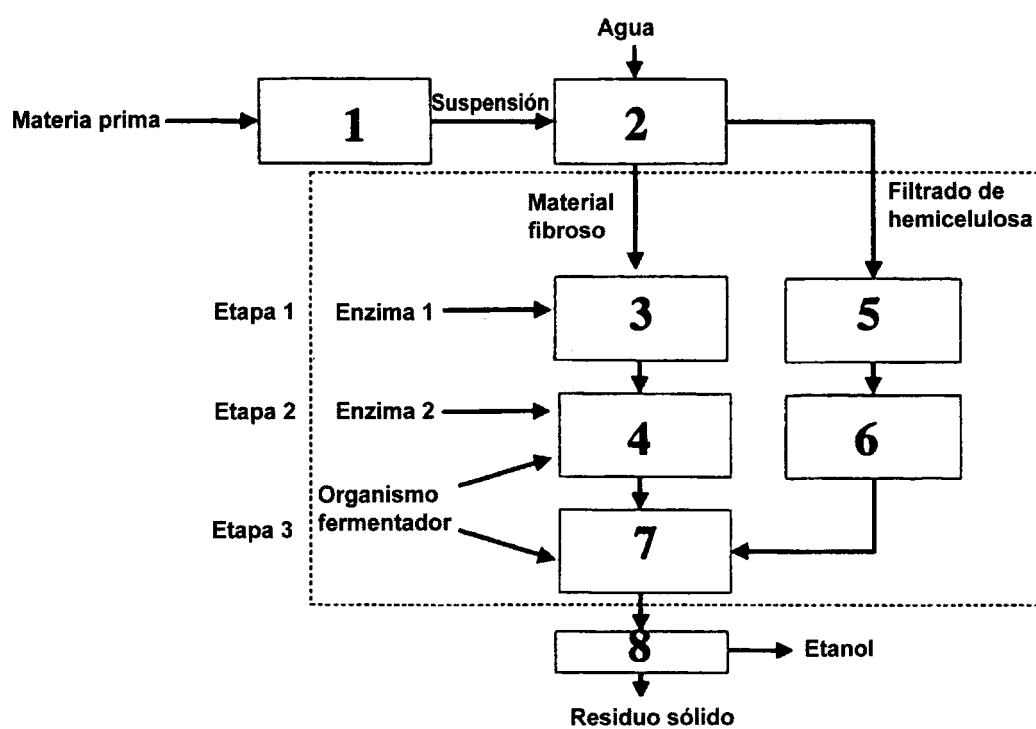 Agua
Materia prima
1
Suspensión
2
Material
fibroso
Filtrado de
hemicelulosa
Etapa 1
Enzima 1
3
5
Etapa 2
Enzima 2
4
6
Organismo
fermentador
Etapa 3
7
8
Etanol
Residuo sólido